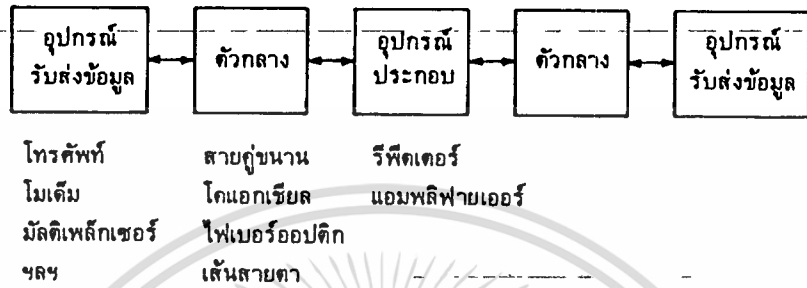 อุปกรณ์
รับส่งข้อมูล
ตัวกลาง
อุปกรณ์
ประกอบ
ตัวกลาง
อุปกรณ์
รับส่งข้อมูล
โทรศัพท์ สายคู่ขนาน รีพีตเตอร์
โมเด็ม โคแอกเชียล แอมพลิฟายเออร์
มัลติเพล็กเซอร์ ไฟเบอร์ออปติก
ฯลฯ เส้นสายตา